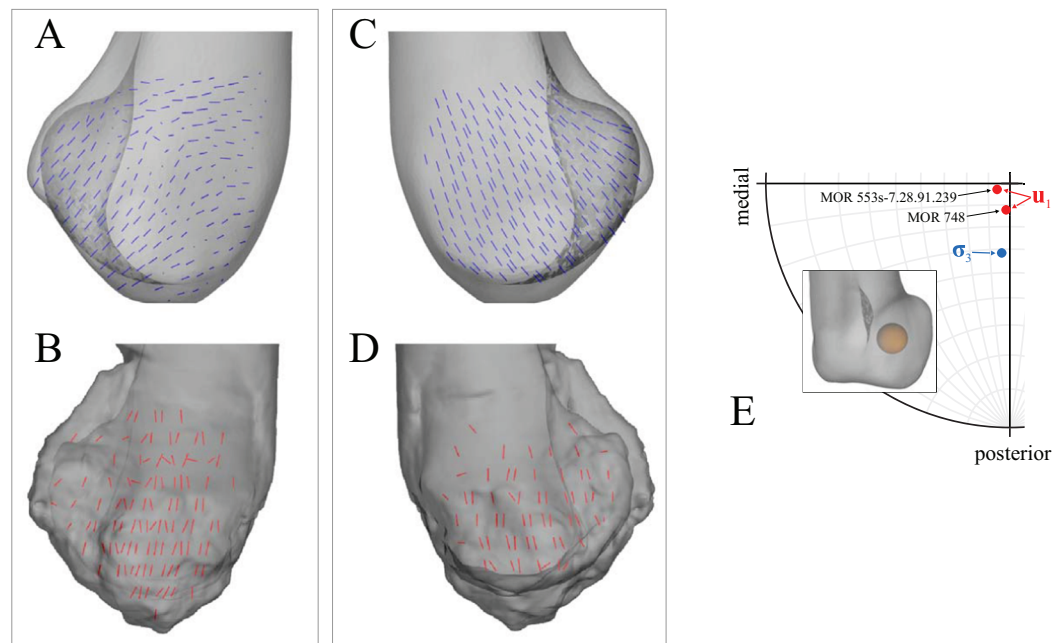 A
C
medial
MOR 553s-7.28.91.239
u1
MOR 748
σ3
B
D
E
posterior